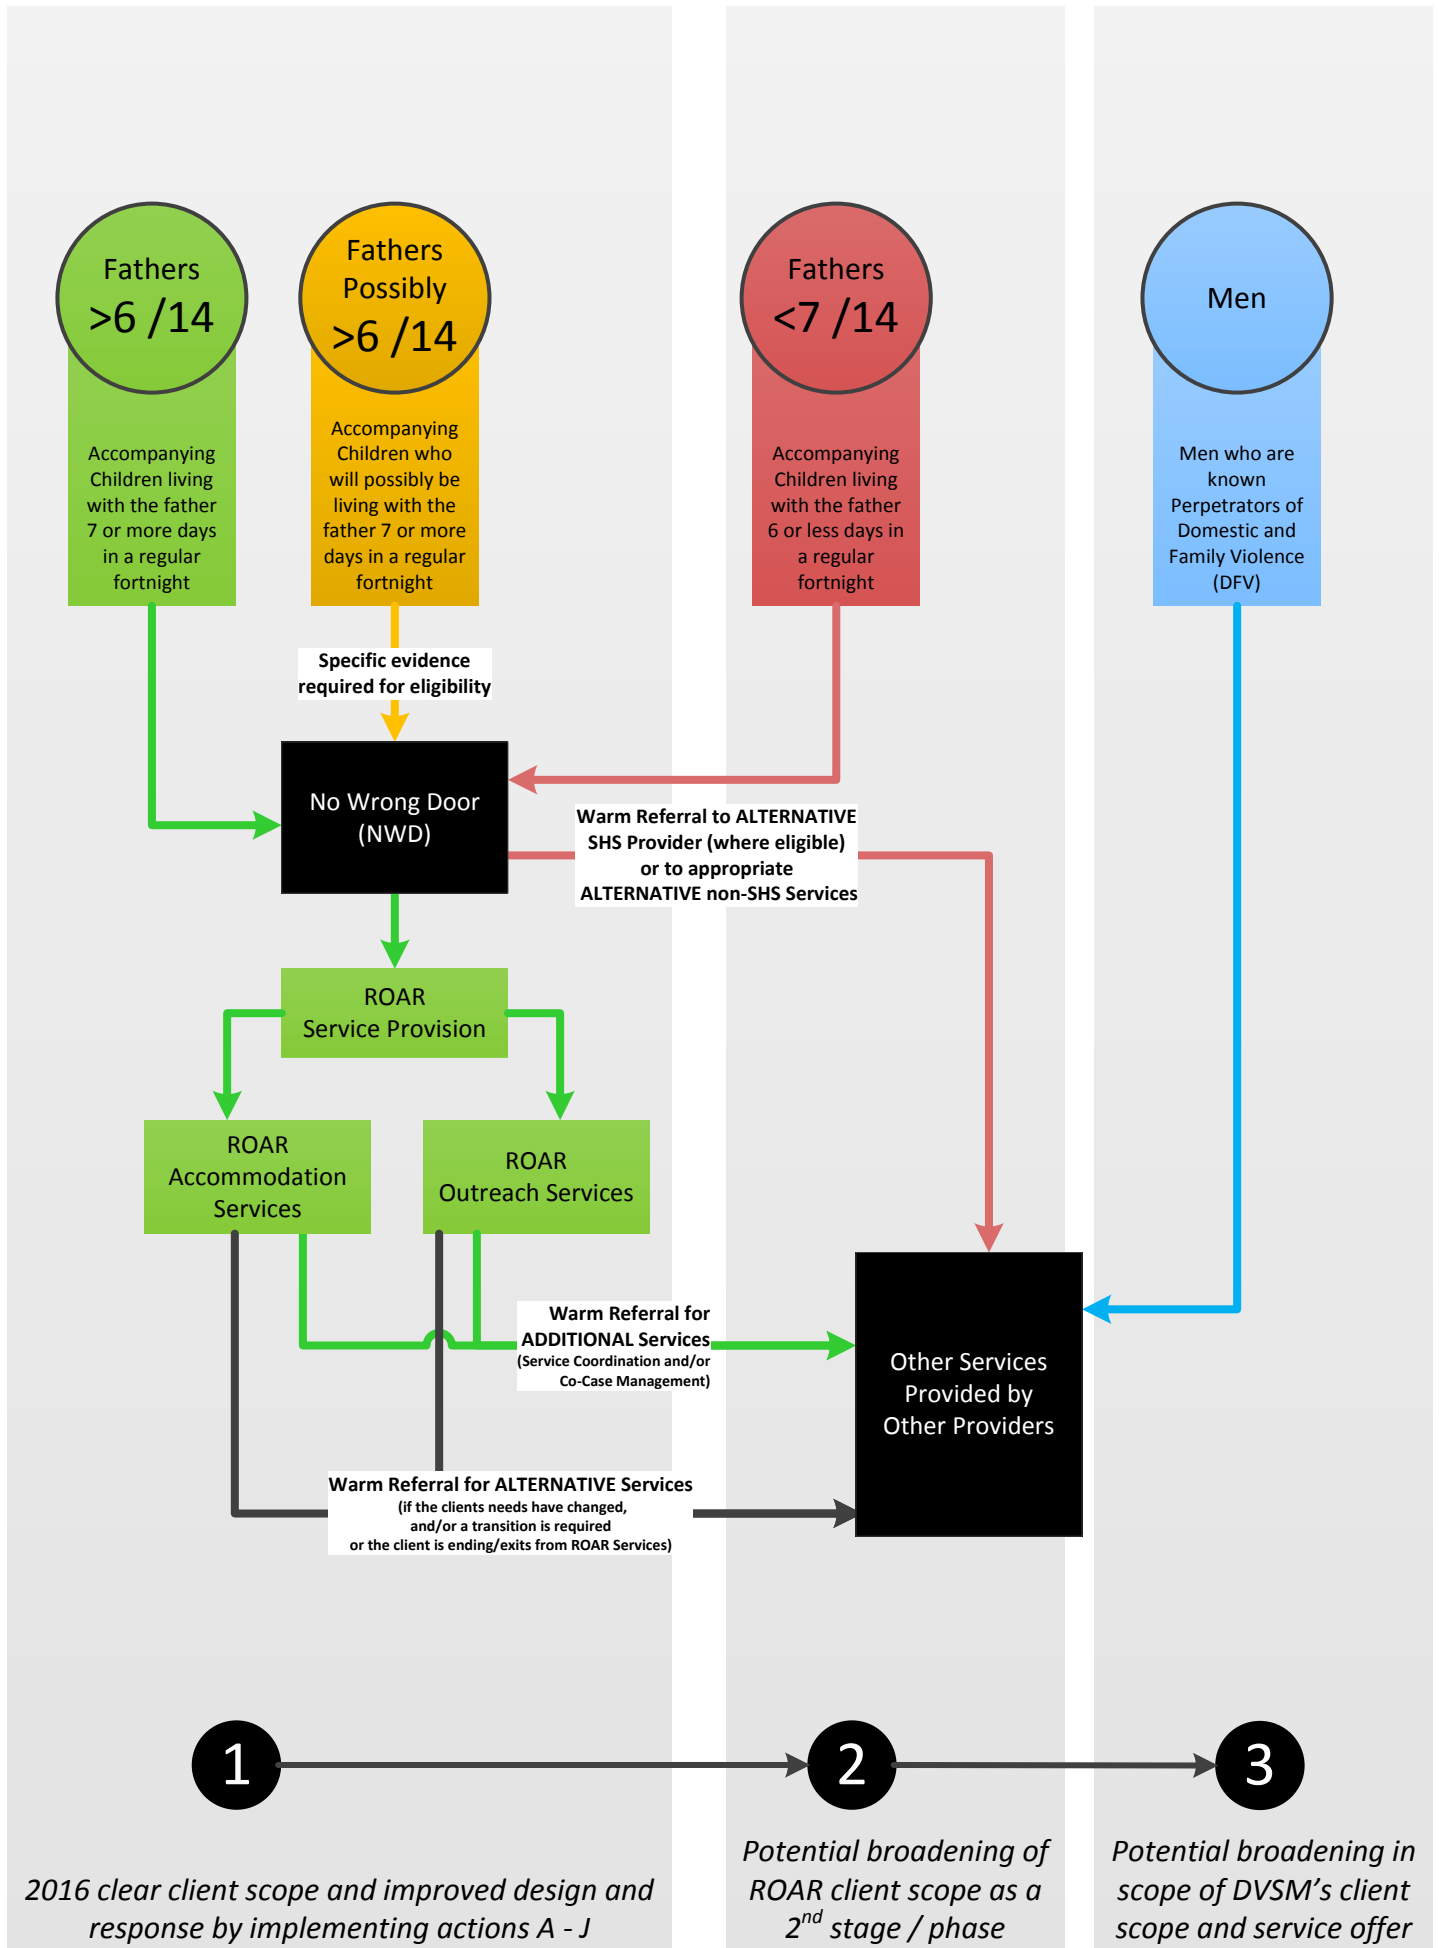 Fathers
>6 /14
Fathers
Possibly
>6 /14
Fathers
<7 /14
Men
Accompanying
Children living
with the father
7 or more days
in a regular
fortnight
Accompanying
Children who
will possibly be
living with the
father 7 or more
days in a regular
fortnight
Accompanying
Children living
with the father
6 or less days in
a regular
fortnight
Men who are
known
Perpetrators of
Domestic and
Family Violence
(DFV)
Specific evidence
required for eligibility
No Wrong Door
(NWD)
Warm Referral to ALTERNATIVE
SHS Provider (where eligible)
or to appropriate
ALTERNATIVE non-SHS Services
ROAR
Service Provision
ROAR
Accommodation
Services
ROAR
Outreach Services
Warm Referral for
ADDITIONAL Services
(Service Coordination and/or
Co-Case Management)
Other Services
Provided by
Other Providers
Warm Referral for ALTERNATIVE Services
(if the clients needs have changed,
and/or a transition is required
or the client is ending/exits from ROAR Services)
1
2
3
2016 clear client scope and improved design and
response by implementing actions A - J
Potential broadening of
ROAR client scope as a
2nd stage / phase
Potential broadening in
scope of DVSM’s client
scope and service offer